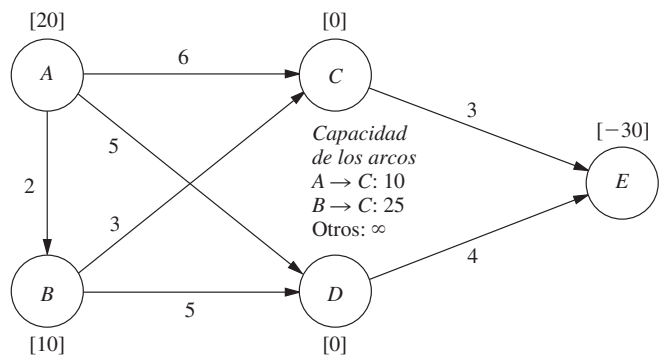 [20]
[0]
A
6
C
5
3
Capacidad
de los arcos
A → C: 10
B → C: 25
Otros: ∞
[−30]
E
2
3
4
B
5
D
[10]
[0]